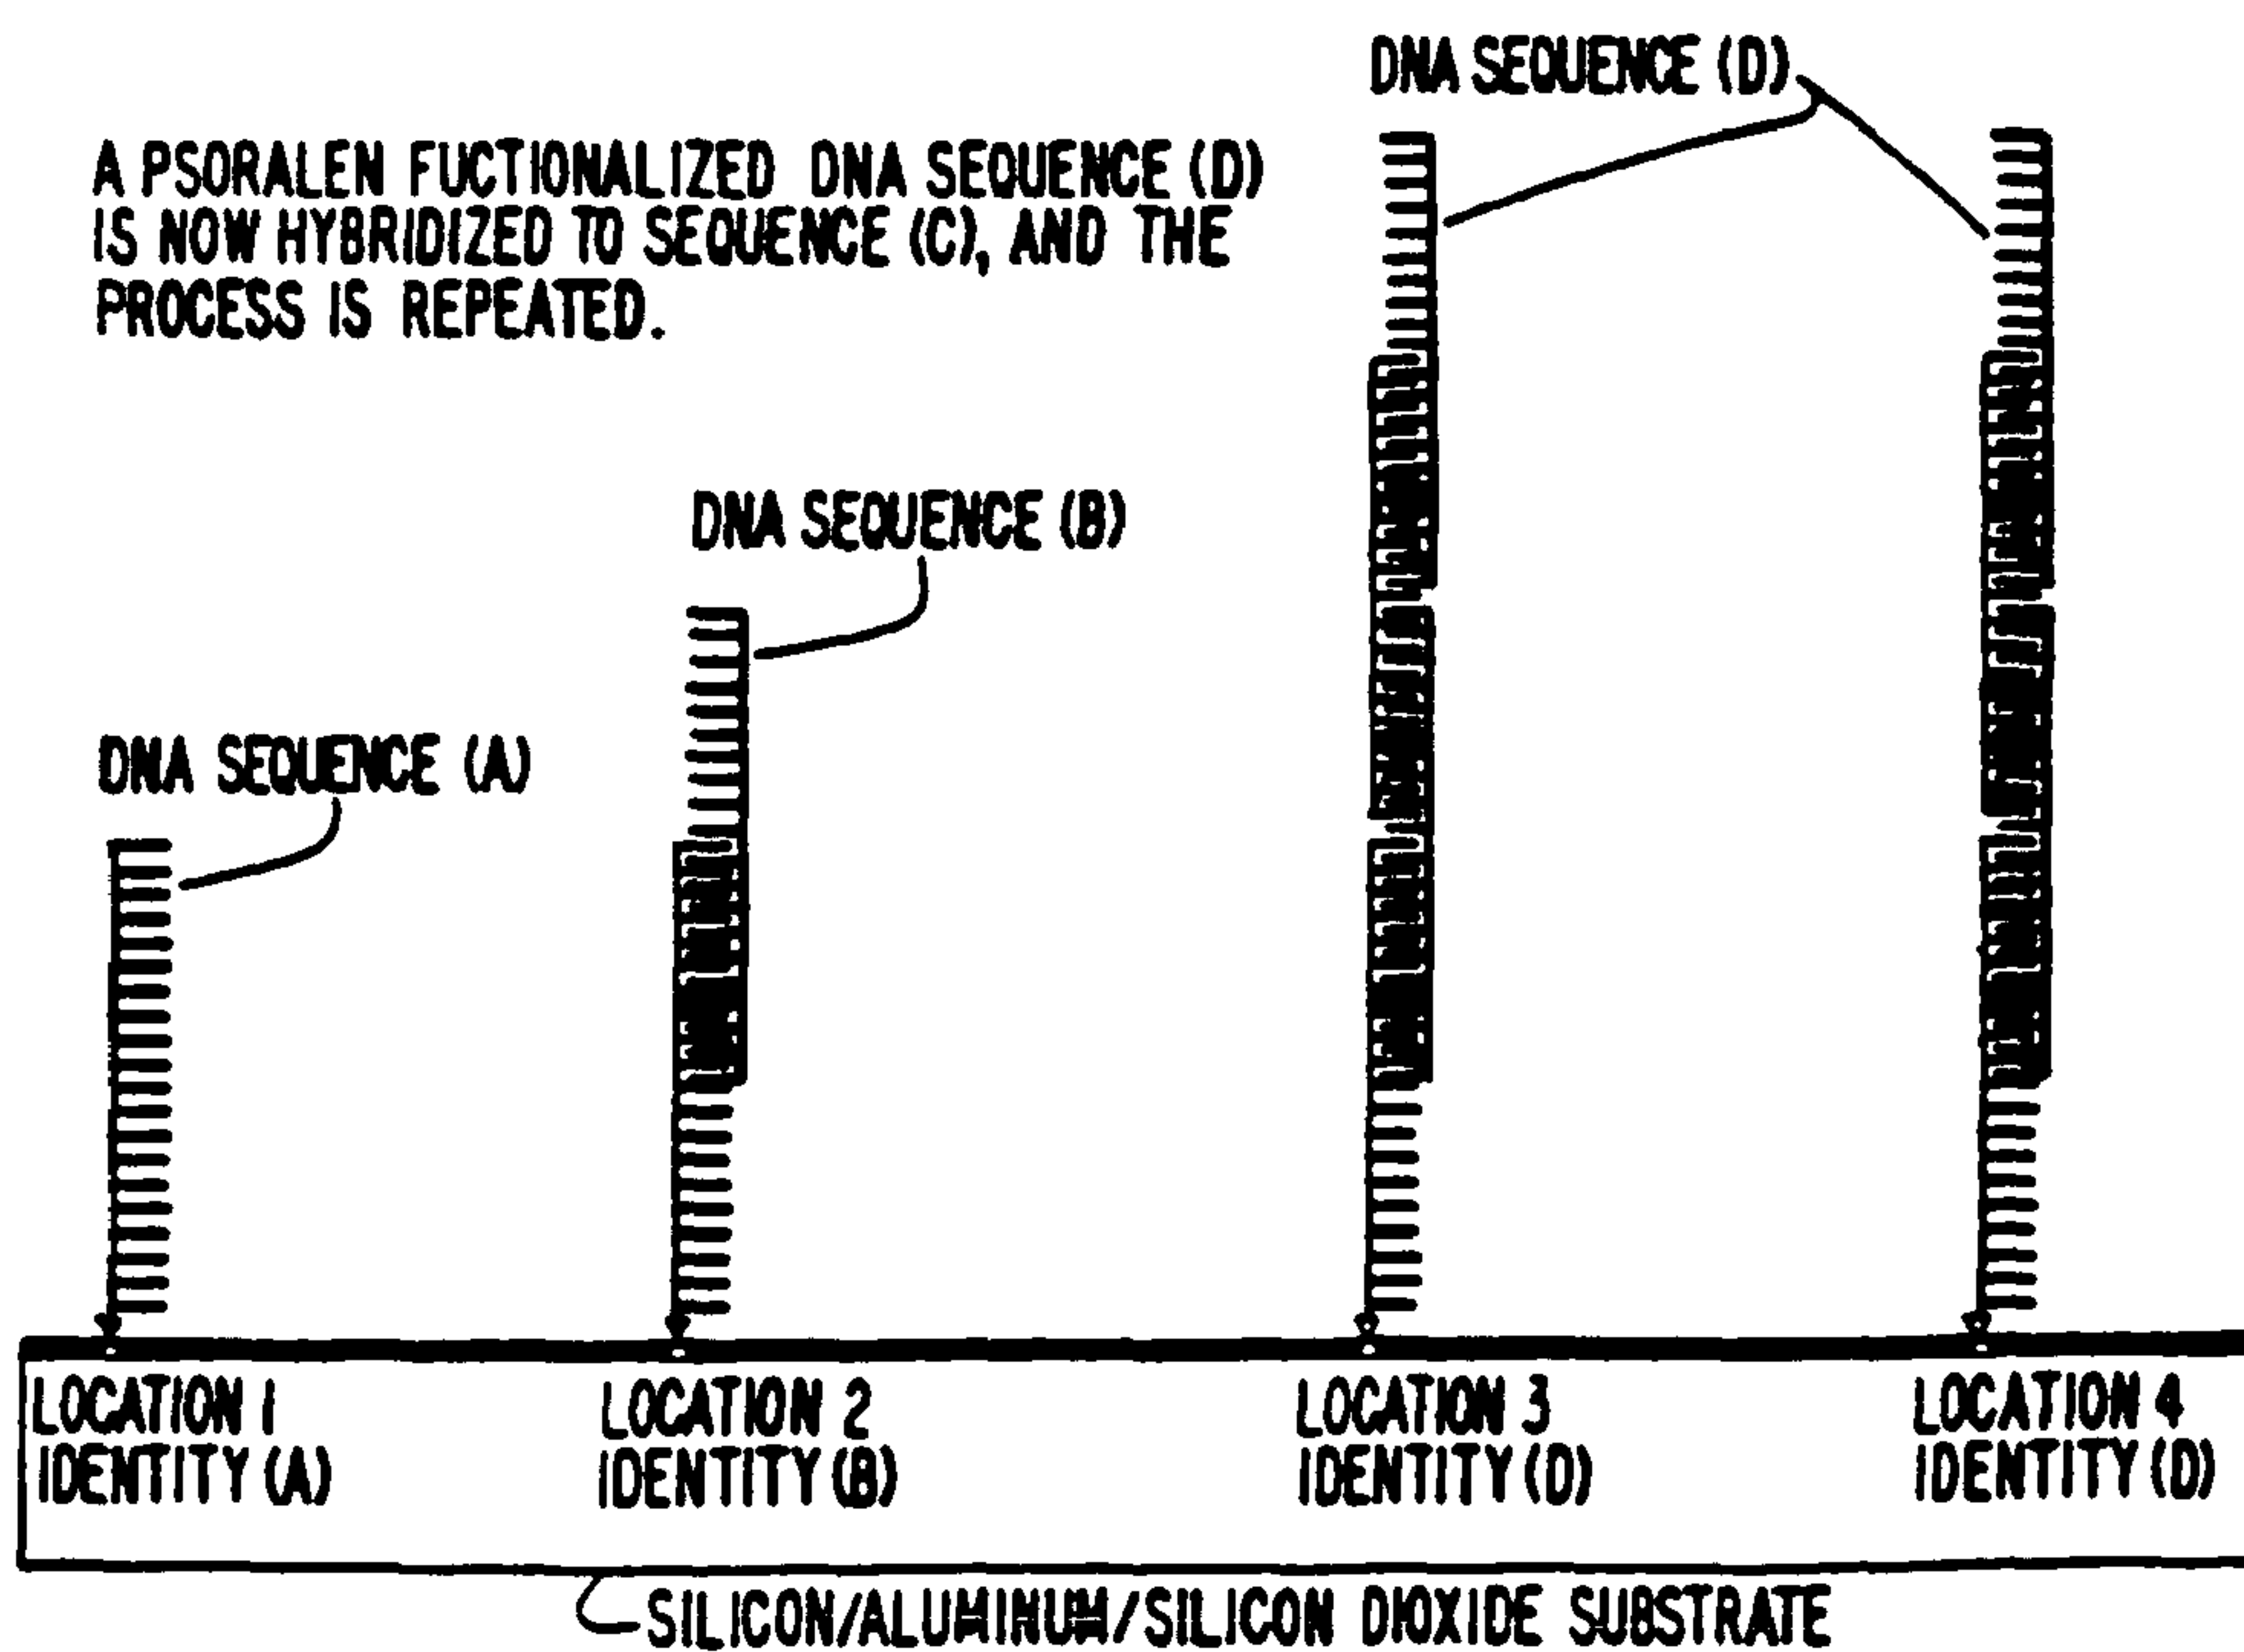 DNA SEQUENCE (D)
A PSORALEN FUCTIONALIZED DNA SEQUENCE (D)
IS NOW HYBRIDIZED TO SEQUENCE (C), AND THE
PROCESS IS REPEATED.
DNA SEQUENCE (B)
DNA SEQUENCE (A)
LOCATION 1
IDENTITY (A)
LOCATION 2
IDENTITY (B)
LOCATION 3
IDENTITY (D)
LOCATION 4
IDENTITY (D)
SILICON/ALUMINUM/SILICON DIOXIDE SUBSTRATE